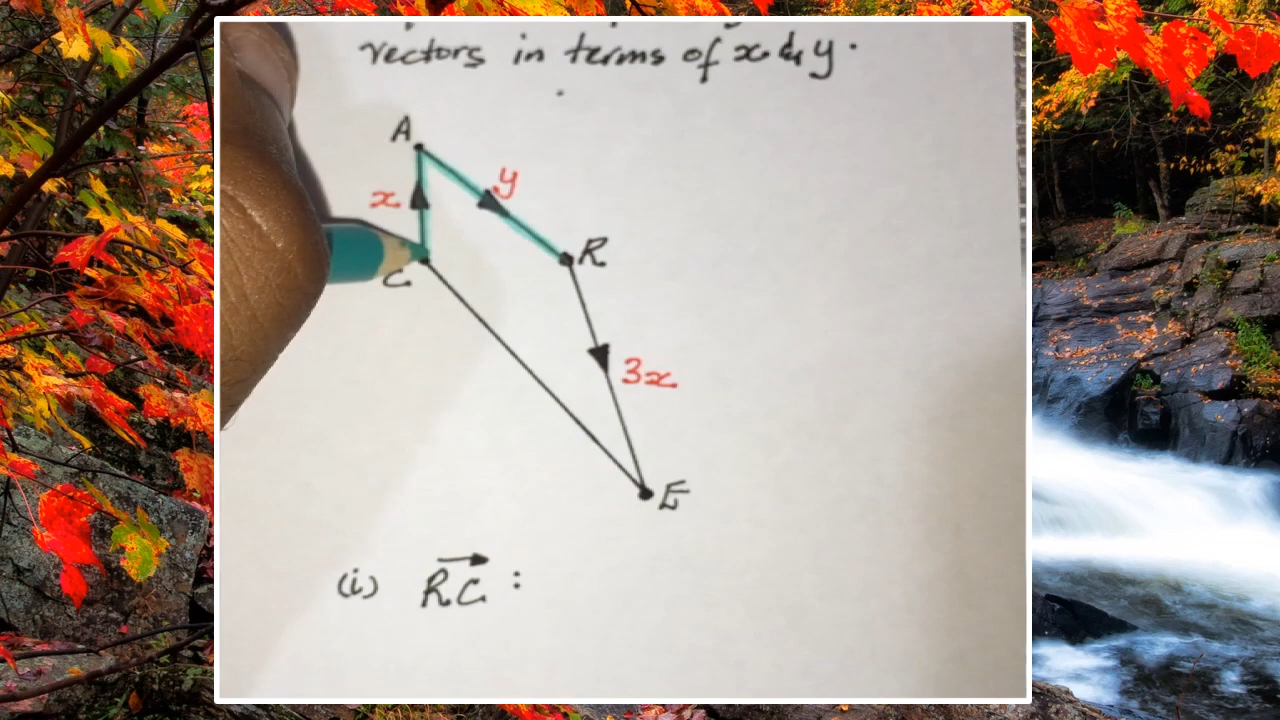 vectors in terms of x & y.
A
x
y
R
C
3x
E
(i) RC :